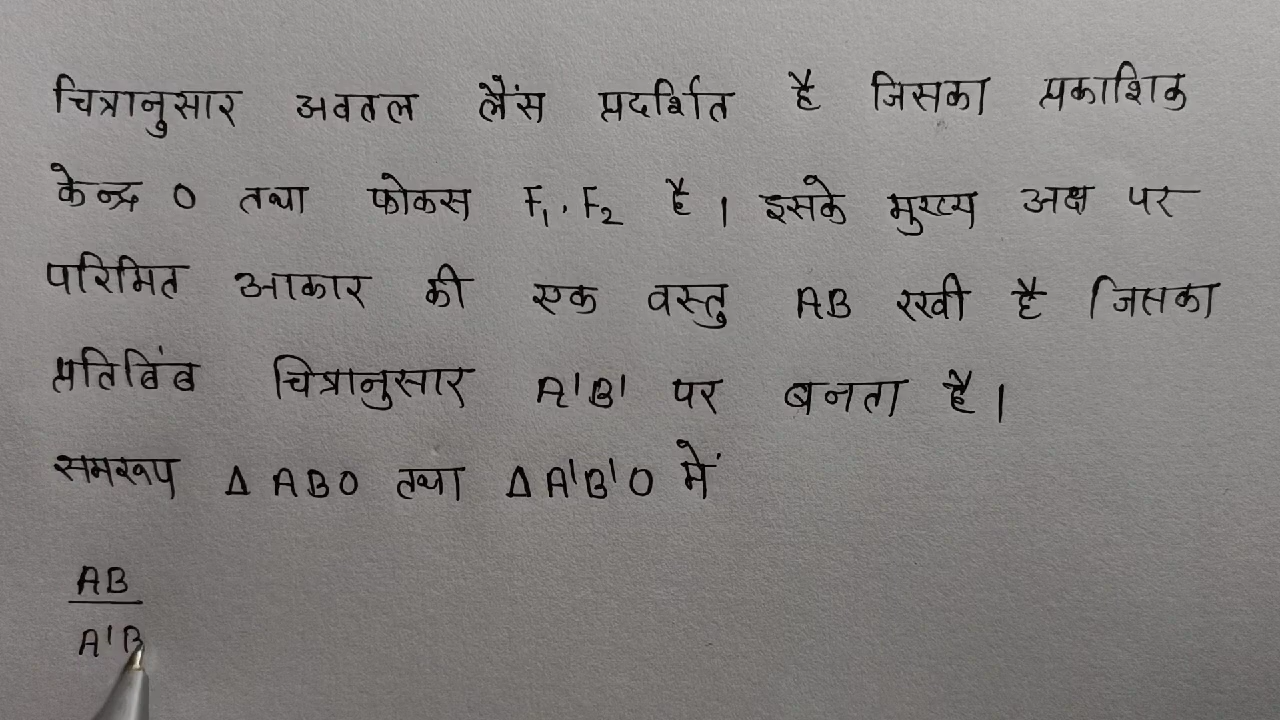 चित्रानुसार अवतल लैंस प्रदर्शित है जिसका प्रकाशिक
केन्द्र O तथा फोकस F₁, F₂ है । इसके मुख्य अक्ष पर
परिमित आकार की एक वस्तु AB रखी है जिसका
प्रतिबिंब चित्रानुसार A'B' पर बनता है ।
समरूप Δ ABO तथा Δ A'B'O में
AB
A'B